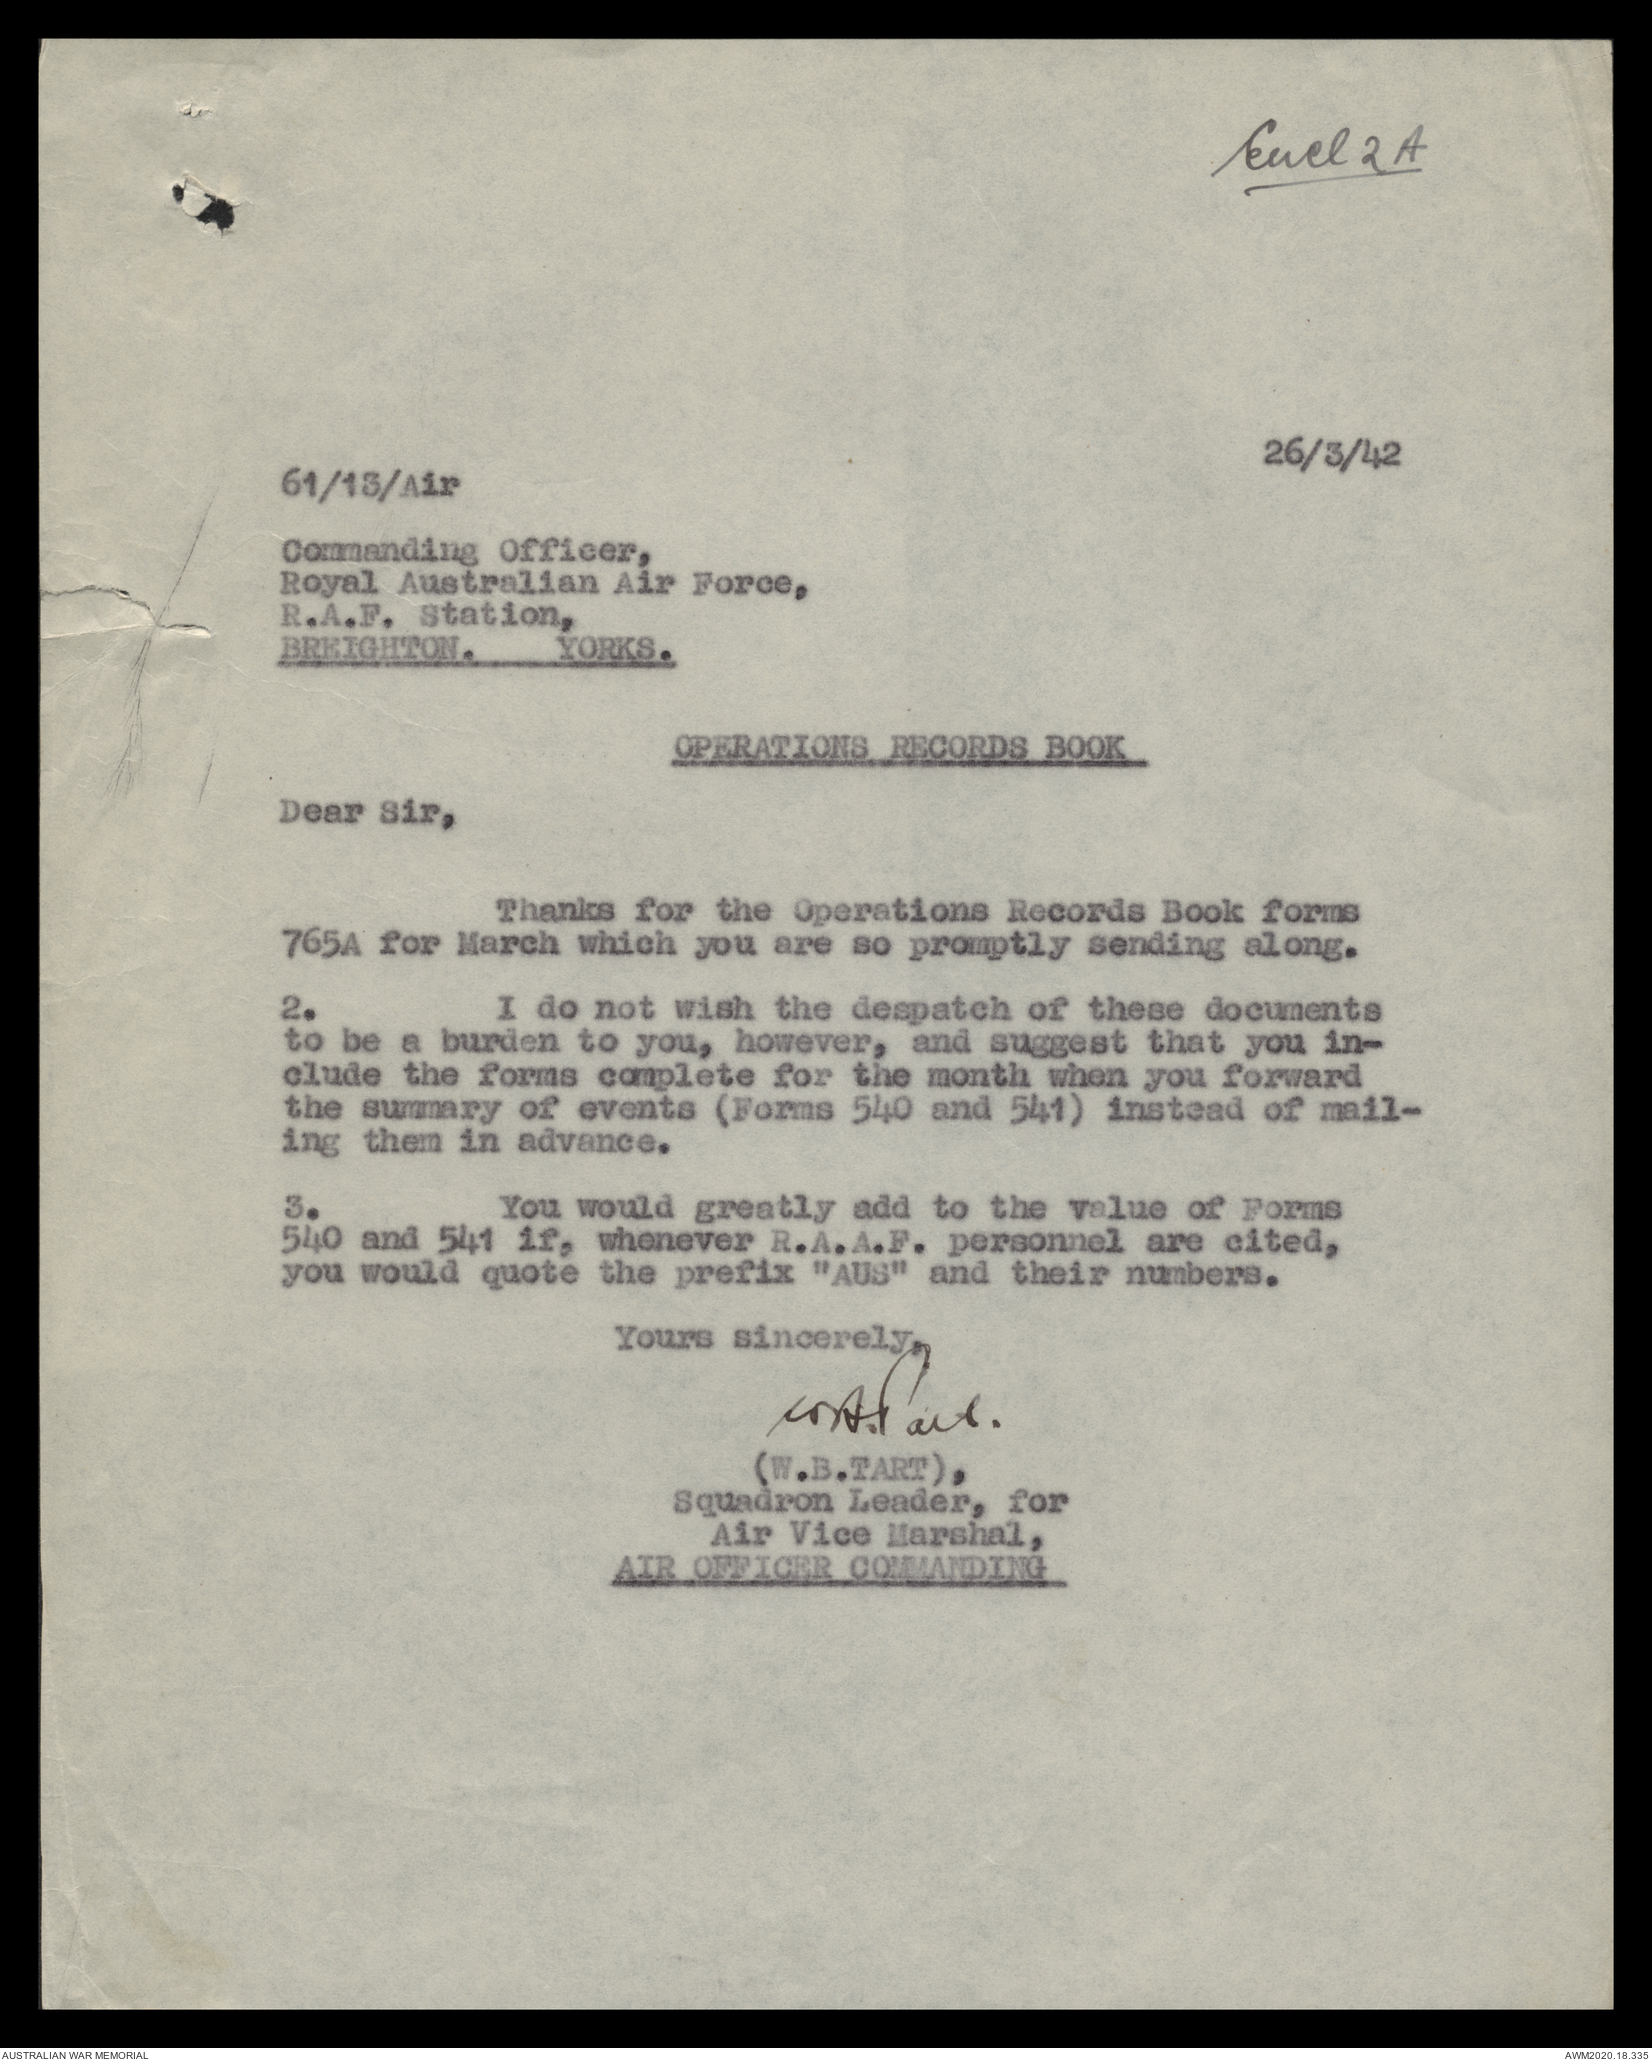 Encl 2A
26/3/42
61/13/Air
Commanding Officer,
Royal Australian Air Force,
R.A.F. Station,
BREIGHTON. YORKS.
OPERATIONS RECORDS BOOK
Dear Sir,
Thanks for the Operations Records Book forms
765A for March which you are so promptly sending along.
2. I do not wish the despatch of these documents
to be a burden to you, however, and suggest that you in-
clude the forms complete for the month when you forward
the summary of events (Forms 540 and 541) instead of mail-
ing them in advance.
3. You would greatly add to the value of Forms
540 and 541 if, whenever R.A.A.F. personnel are cited,
you would quote the prefix "AUS" and their numbers.
Yours sincerely,
(W.B.TART),
Squadron Leader, for
Air Vice Marshal,
AIR OFFICER COMMANDING
AUSTRALIAN WAR MEMORIAL
AWM2020.18.335